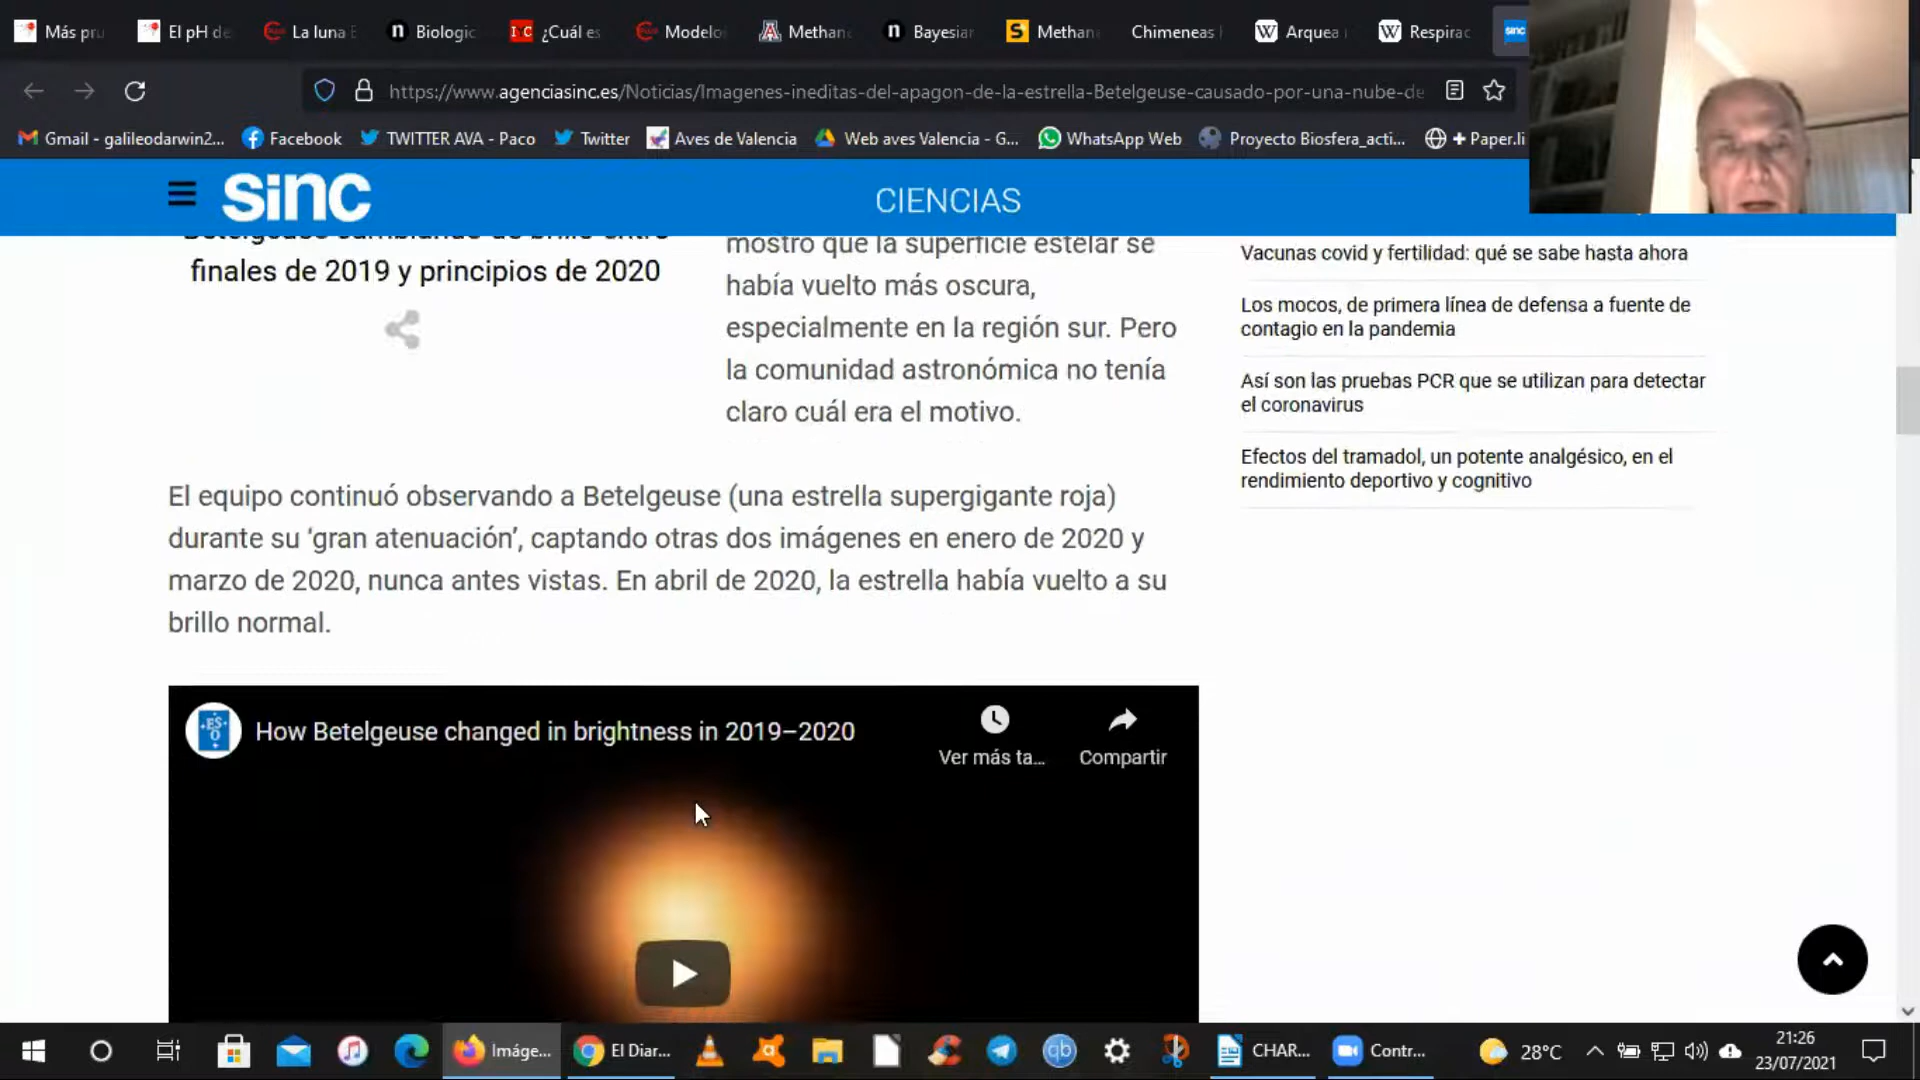 Más pru
El pH de
La luna E
Biologic
¿Cuál es
Modelo
Methan
Bayesian
Methan
Chimeneas
Arquea
Respirac
sinc
https://www.agenciasinc.es/Noticias/Imagenes-ineditas-del-apagon-de-la-estrella-Betelgeuse-causado-por-una-nube-de
Gmail - galileodarwin2...
Facebook
TWITTER AVA - Paco
Twitter
Aves de Valencia
Web aves Valencia - G...
WhatsApp Web
Proyecto Biosfera_acti...
+ Paper.li
sinc
CIENCIAS
Betelgeuse cambiando de brillo entre
finales de 2019 y principios de 2020
mostró que la superficie estelar se
había vuelto más oscura,
especialmente en la región sur. Pero
la comunidad astronómica no tenía
claro cuál era el motivo.
El equipo continuó observando a Betelgeuse (una estrella supergigante roja)
durante su ‘gran atenuación’, captando otras dos imágenes en enero de 2020 y
marzo de 2020, nunca antes vistas. En abril de 2020, la estrella había vuelto a su
brillo normal.
Vacunas covid y fertilidad: qué se sabe hasta ahora
Los mocos, de primera línea de defensa a fuente de
contagio en la pandemia
Así son las pruebas PCR que se utilizan para detectar
el coronavirus
Efectos del tramadol, un potente analgésico, en el
rendimiento deportivo y cognitivo
ESO
How Betelgeuse changed in brightness in 2019–2020
Ver más ta...
Compartir
Imáge...
El Diar...
qb
CHAR...
Contr...
28°C
21:26
23/07/2021